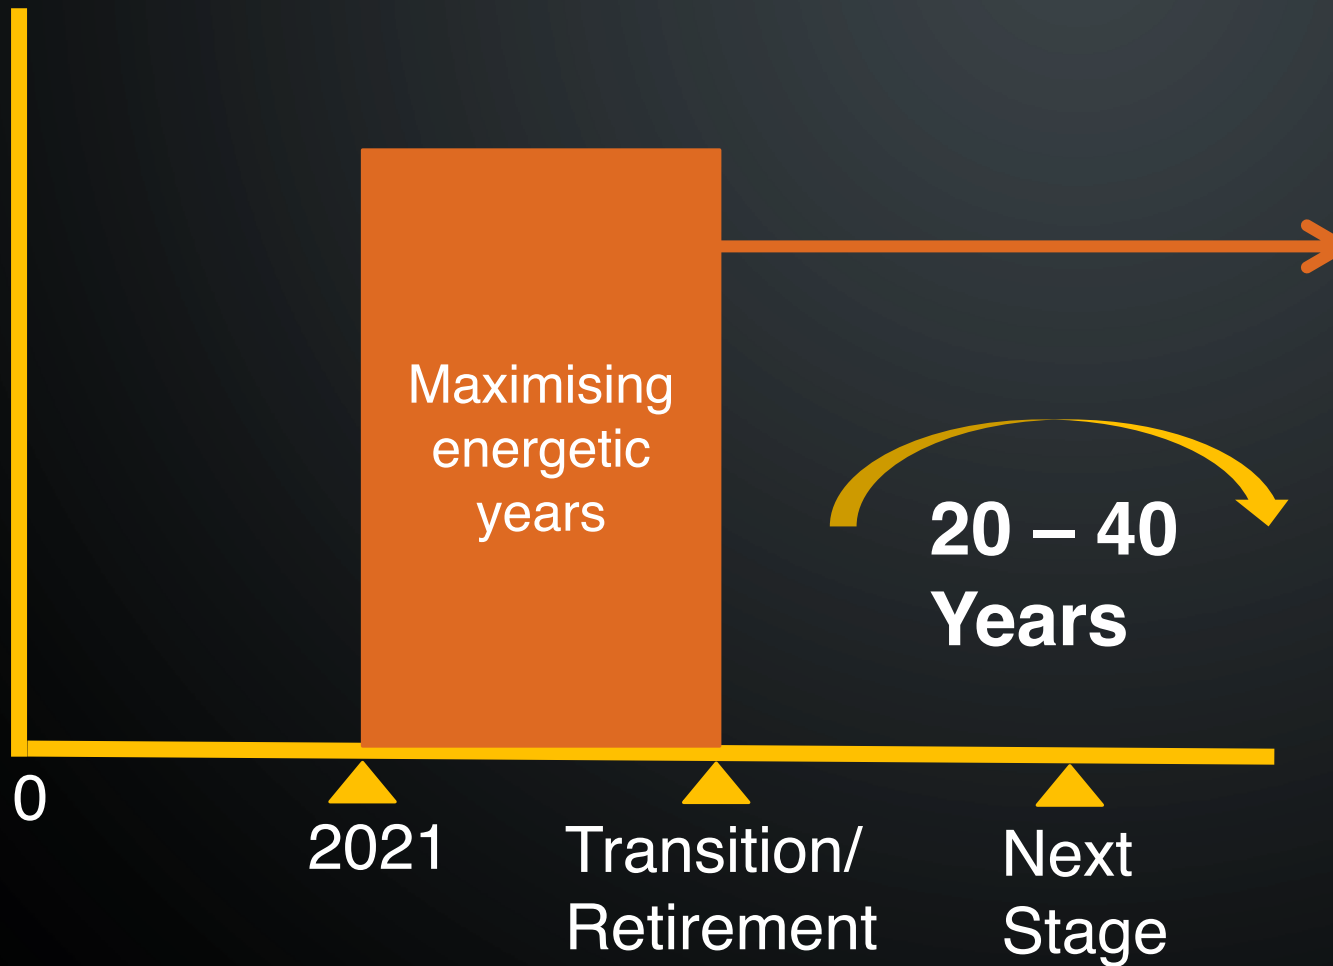 Maximising
energetic
years
20 – 40
Years
0
2021
Transition/
Retirement
Next
Stage